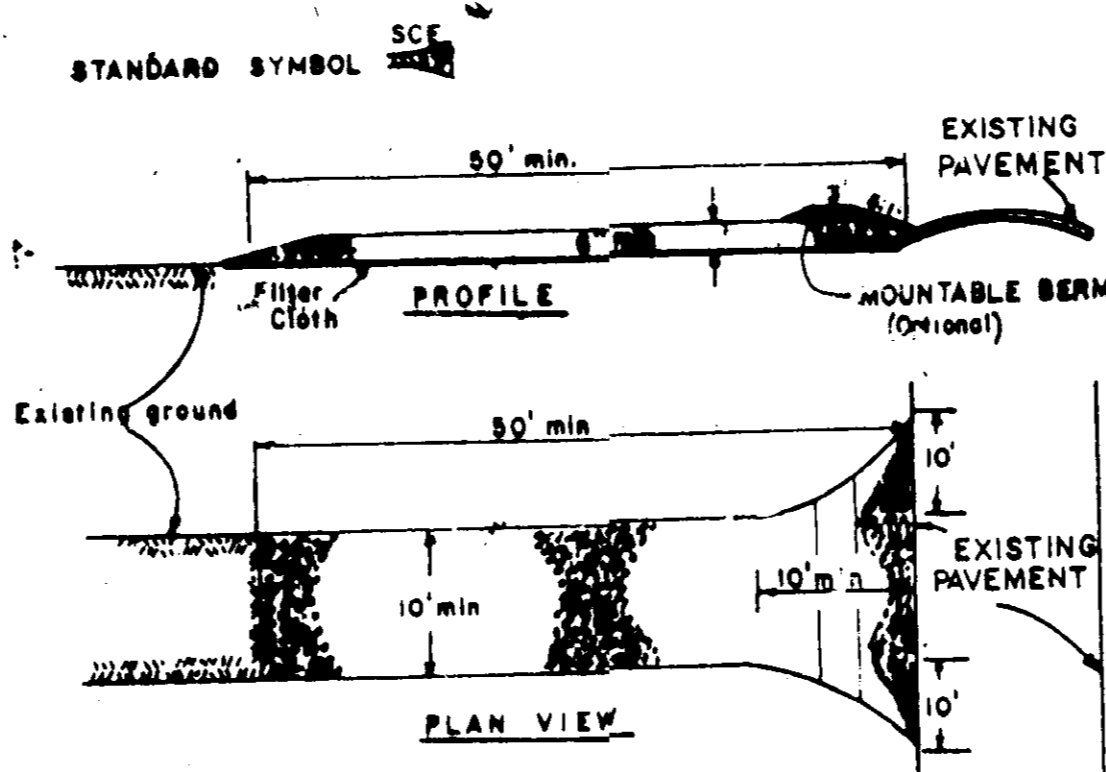 SCE
STANDARD SYMBOL
50' min.
EXISTING
PAVEMENT
Filter
Cloth
PROFILE
MOUNTABLE BERM
(Optional)
Existing ground
50' min
10'
10' min
10' min
EXISTING
PAVEMENT
10'
PLAN VIEW